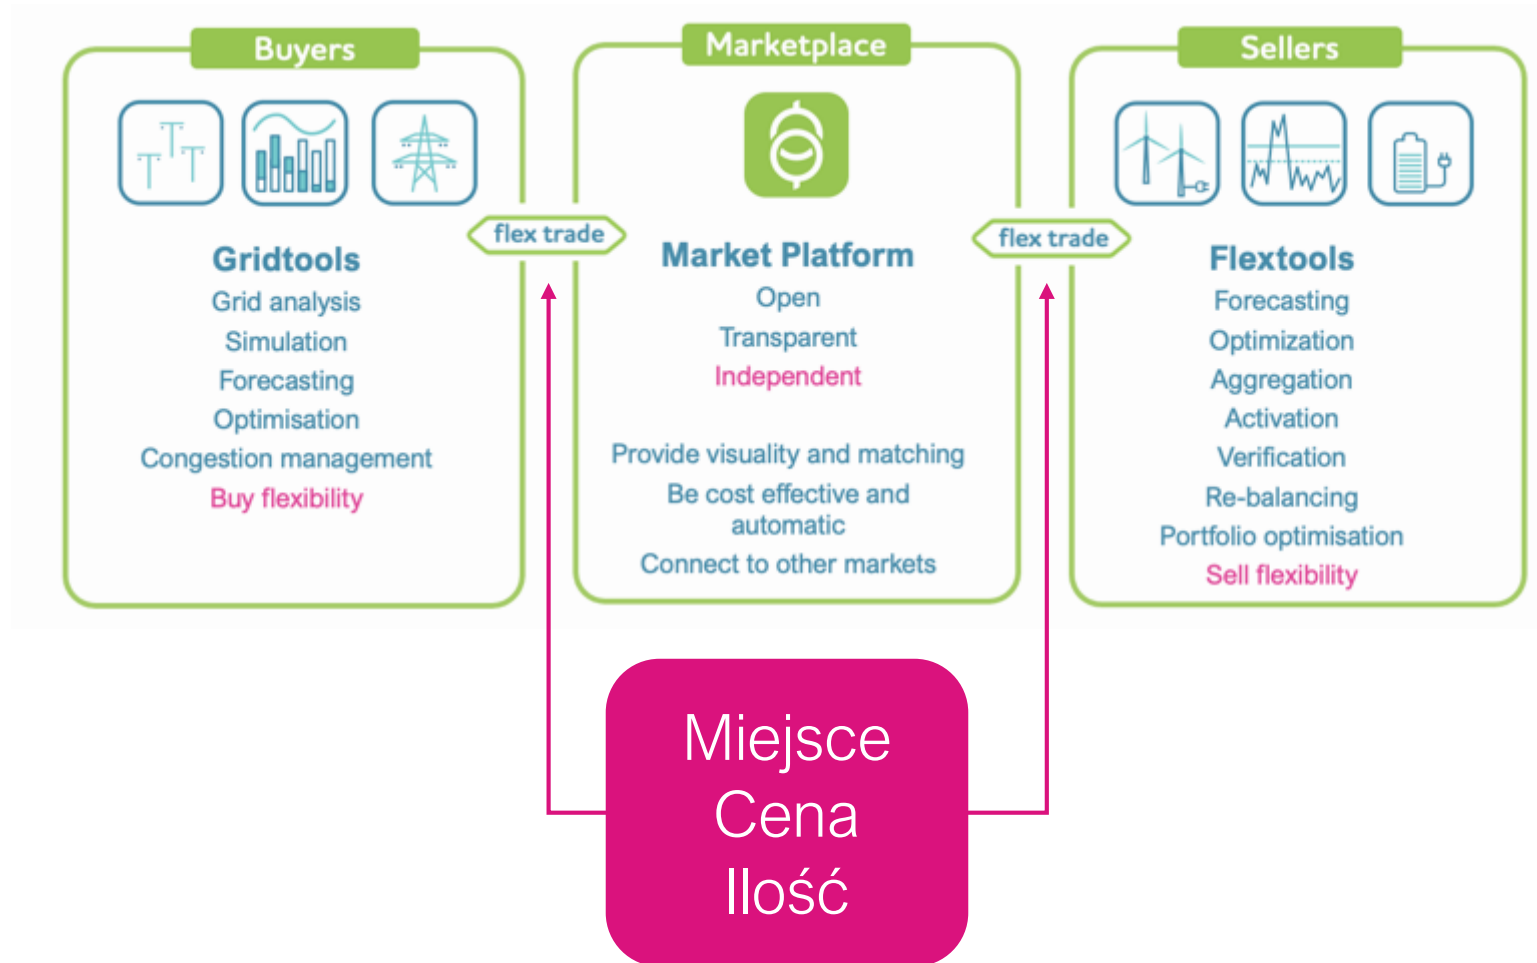 Buyers
Gridtools
Grid analysis
Simulation
Forecasting
Optimisation
Congestion management
Buy flexibility
flex trade
Marketplace
Market Platform
Open
Transparent
Independent
Provide visuality and matching
Be cost effective and
automatic
Connect to other markets
flex trade
Sellers
Flextools
Forecasting
Optimization
Aggregation
Activation
Verification
Re-balancing
Portfolio optimisation
Sell flexibility
Miejsce
Cena
Ilość